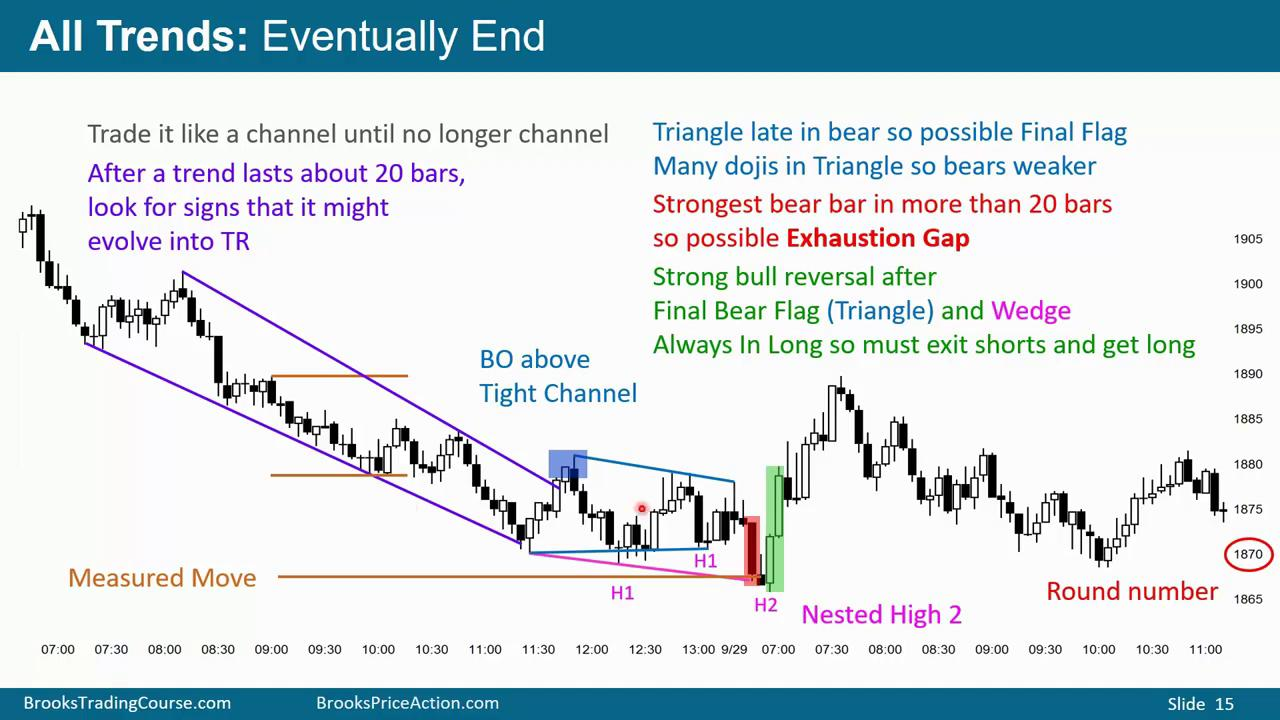 All Trends: Eventually End
Trade it like a channel until no longer channel
After a trend lasts about 20 bars,
look for signs that it might
evolve into TR
Triangle late in bear so possible Final Flag
Many dojis in Triangle so bears weaker
Strongest bear bar in more than 20 bars
so possible Exhaustion Gap
Strong bull reversal after
Final Bear Flag (Triangle) and Wedge
Always In Long so must exit shorts and get long
BO above
Tight Channel
1905
1900
1895
1890
1885
1880
1875
1870
1865
H1
H1
H2
Measured Move
Nested High 2
Round number
07:00 07:30 08:00 08:30 09:00 09:30 10:00 10:30 11:00 11:30 12:00 12:30 13:00 9/29 07:00 07:30 08:00 08:30 09:00 09:30 10:00 10:30 11:00
BrooksTradingCourse.com BrooksPriceAction.com Slide 15